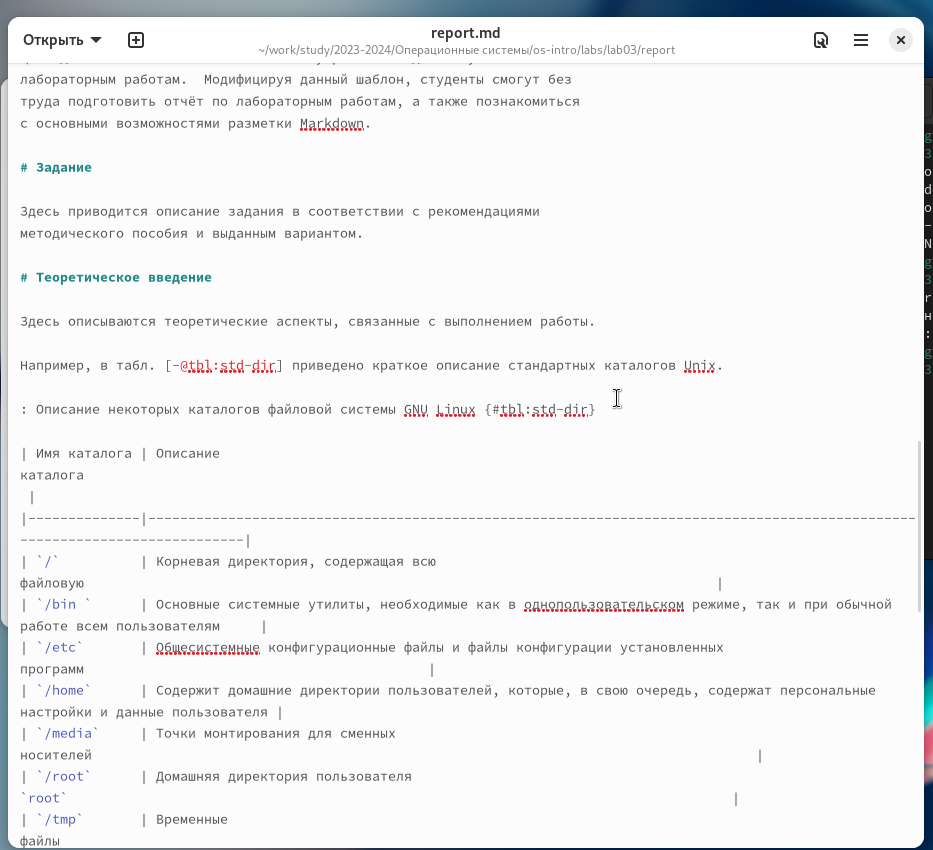 Открыть
report.md
~/work/study/2023-2024/Операционные системы/os-intro/labs/lab03/report
лабораторным работам.  Модифицируя данный шаблон, студенты смогут без
труда подготовить отчёт по лабораторным работам, а также познакомиться
с основными возможностями разметки Markdown.
# Задание
Здесь приводится описание задания в соответствии с рекомендациями
методического пособия и выданным вариантом.
# Теоретическое введение
Здесь описываются теоретические аспекты, связанные с выполнением работы.
Например, в табл. [-@tbl:std-dir] приведено краткое описание стандартных каталогов Unix.
: Описание некоторых каталогов файловой системы GNU Linux {#tbl:std-dir}
| Имя каталога | Описание
каталога
|
|--------------|------------------------------------------------------------------------------------------------
----------------------------|
| `/`          | Корневая директория, содержащая всю
файловую                                                                               |
| `/bin `      | Основные системные утилиты, необходимые как в однопользовательском режиме, так и при обычной
работе всем пользователям     |
| `/etc`       | Общесистемные конфигурационные файлы и файлы конфигурации установленных
программ                                           |
| `/home`      | Содержит домашние директории пользователей, которые, в свою очередь, содержат персональные
настройки и данные пользователя |
| `/media`     | Точки монтирования для сменных
носителей                                                                                   |
| `/root`      | Домашняя директория пользователя
`root`                                                                                   |
| `/tmp`       | Временные
файлы
g
3
o
d
o
-
N
g
3
r
н
:
g
3